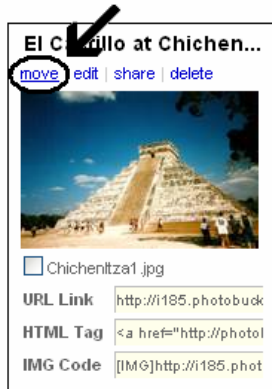 El Castillo at Chichen...
move edit | share | delete
ChichenItza1.jpg
URL Link http://i185.photobuck
HTML Tag <a href="http://photol
IMG Code [IMG]http://i185.phot